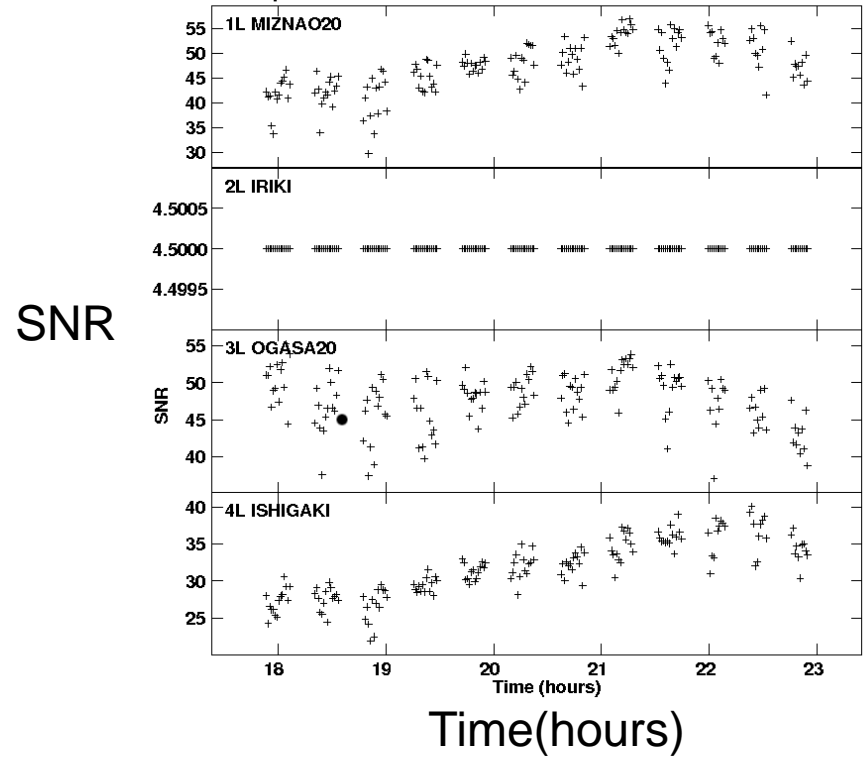 1L MIZNAO20
55
50
45
40
35
30
2L IRIKI
4.5005
4.5000
4.4995
SNR
3L OGASA20
55
50
45
40
SNR
4L ISHIGAKI
40
35
30
25
18 19 20 21 22 23
Time (hours)
Time(hours)